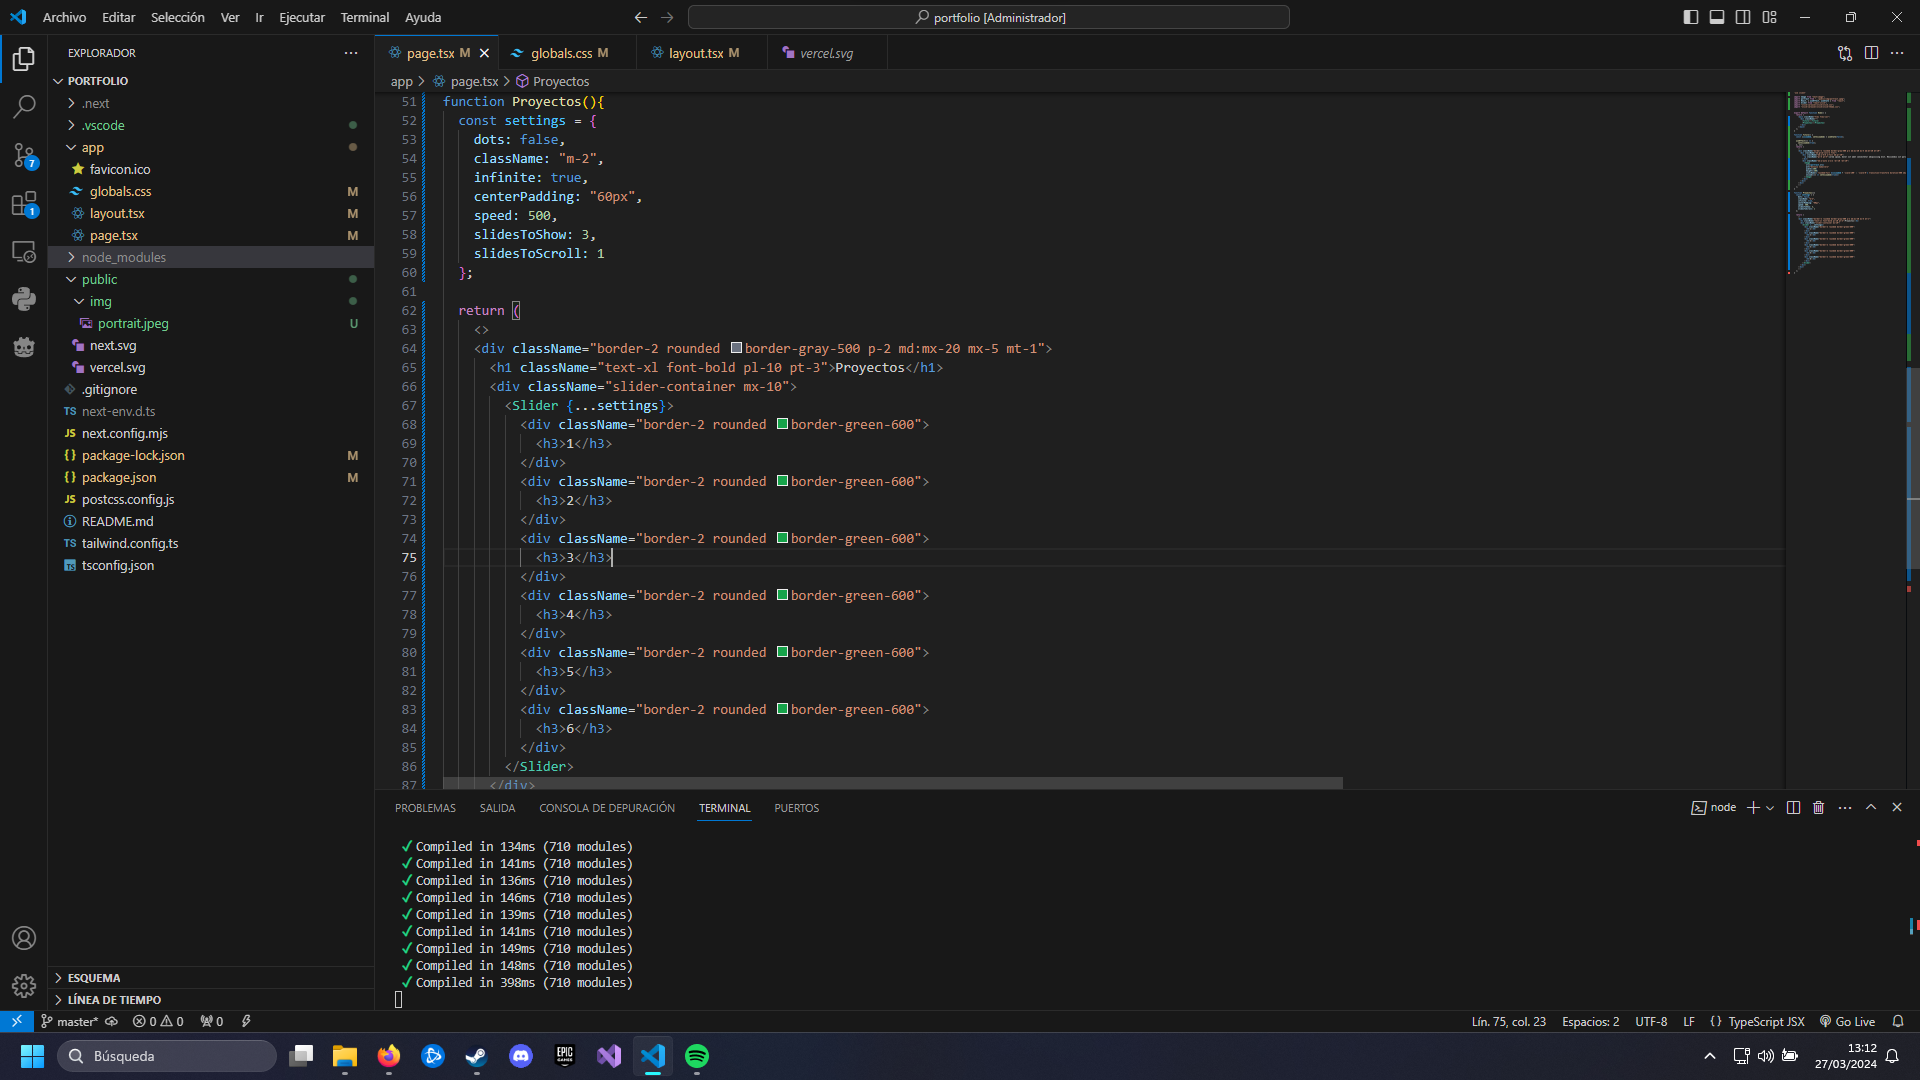 Archivo Editar Selección Ver Ir Ejecutar Terminal Ayuda
portfolio [Administrador]
EXPLORADOR
PORTFOLIO
.next
.vscode
app
favicon.ico
globals.css M
layout.tsx M
page.tsx M
node_modules
public
img
portrait.jpeg U
next.svg
vercel.svg
.gitignore
TS next-env.d.ts
JS next.config.mjs
{} package-lock.json M
{} package.json M
JS postcss.config.js
README.md
TS tailwind.config.ts
tsconfig.json
ESQUEMA
LÍNEA DE TIEMPO
7
1
page.tsx M
globals.css M
layout.tsx M
vercel.svg
app > page.tsx > Proyectos
51 function Proyectos(){
52 const settings = {
53 dots: false,
54 className: "m-2",
55 infinite: true,
56 centerPadding: "60px",
57 speed: 500,
58 slidesToShow: 3,
59 slidesToScroll: 1
60 };
61
62 return (
63 <>
64 <div className="border-2 rounded border-gray-500 p-2 md:mx-20 mx-5 mt-1">
65 <h1 className="text-xl font-bold pl-10 pt-3">Proyectos</h1>
66 <div className="slider-container mx-10">
67 <Slider {...settings}>
68 <div className="border-2 rounded border-green-600">
69 <h3>1</h3>
70 </div>
71 <div className="border-2 rounded border-green-600">
72 <h3>2</h3>
73 </div>
74 <div className="border-2 rounded border-green-600">
75 <h3>3</h3>
76 </div>
77 <div className="border-2 rounded border-green-600">
78 <h3>4</h3>
79 </div>
80 <div className="border-2 rounded border-green-600">
81 <h3>5</h3>
82 </div>
83 <div className="border-2 rounded border-green-600">
84 <h3>6</h3>
85 </div>
86 </Slider>
87 </div>
PROBLEMAS SALIDA CONSOLA DE DEPURACIÓN TERMINAL PUERTOS
node
✓ Compiled in 134ms (710 modules)
✓ Compiled in 141ms (710 modules)
✓ Compiled in 136ms (710 modules)
✓ Compiled in 146ms (710 modules)
✓ Compiled in 139ms (710 modules)
✓ Compiled in 141ms (710 modules)
✓ Compiled in 149ms (710 modules)
✓ Compiled in 148ms (710 modules)
✓ Compiled in 398ms (710 modules)
master* 0 0 0
Lín. 75, col. 23 Espacios: 2 UTF-8 LF {} TypeScript JSX Go Live
Búsqueda
EPIC GAMES
13:12
27/03/2024